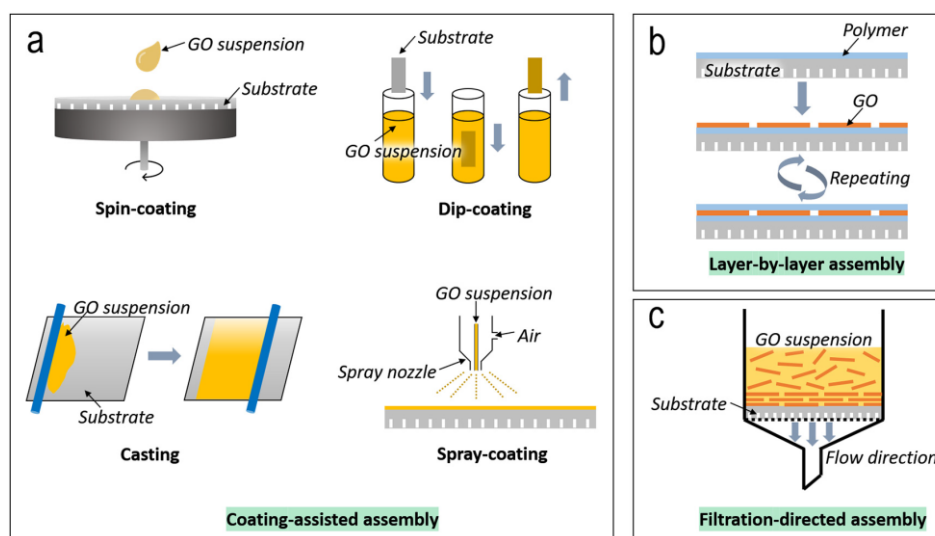 a
GO suspension
Substrate
Spin-coating
Substrate
GO suspension
Dip-coating
GO suspension
Substrate
Casting
GO suspension
Air
Spray nozzle
Spray-coating
Coating-assisted assembly
b
Polymer
Substrate
GO
Repeating
Layer-by-layer assembly
c
GO suspension
Substrate
Flow direction
Filtration-directed assembly